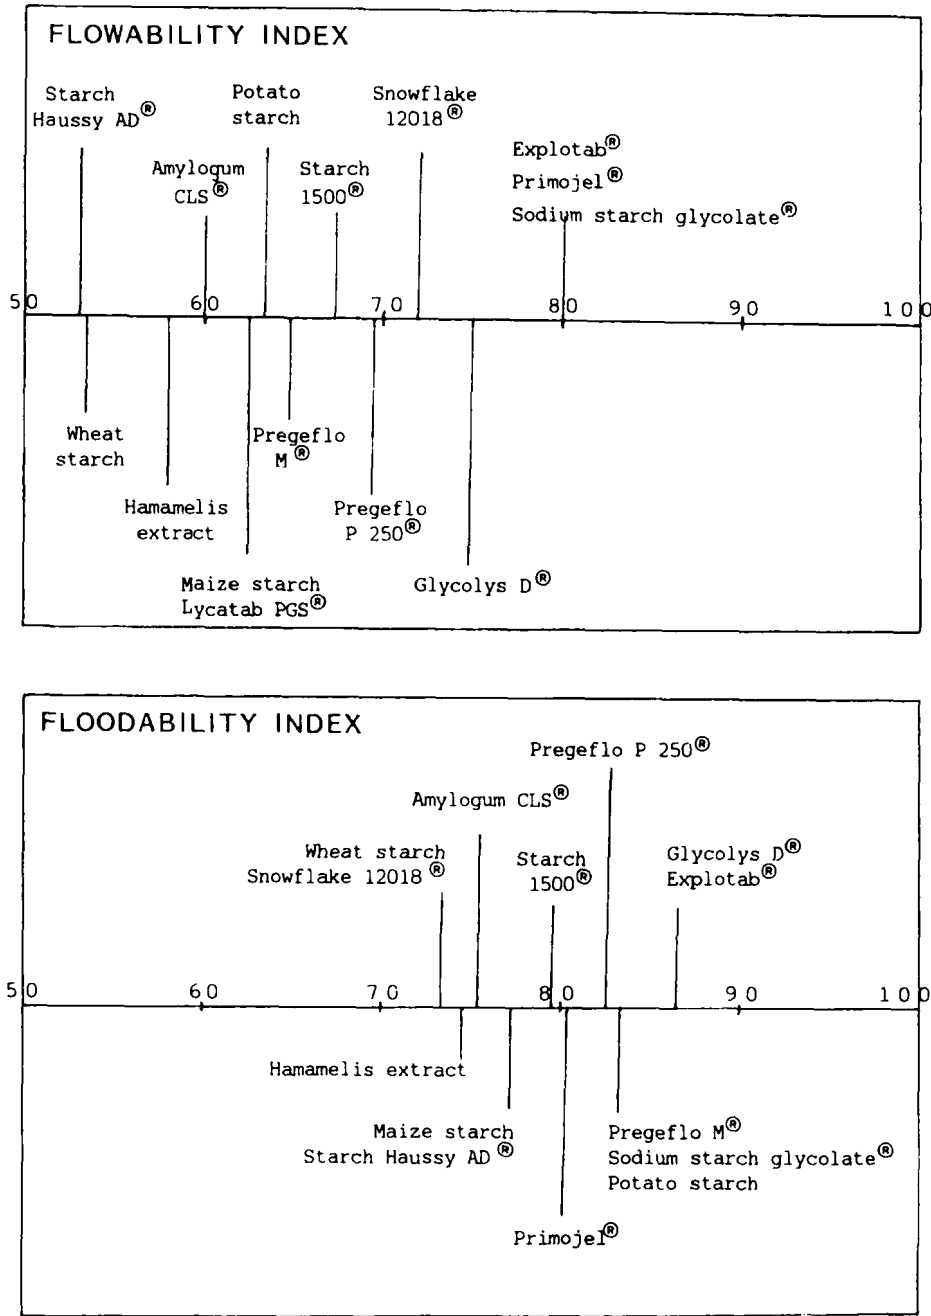 FLOWABILITY INDEX
Starch
Haussy AD®
Potato
starch
Snowflake
12018®
Amylogum
CLS®
Starch
1500®
Explotab®
Primojel®
Sodium starch glycolate®
50 60 70 80 90 100
Wheat
starch
Pregeflo
M®
Hamamelis
extract
Pregeflo
P 250®
Maize starch
Lycatab PGS®
Glycolys D®
FLOODABILITY INDEX
Pregeflo P 250®
Amylogum CLS®
Wheat starch
Snowflake 12018®
Starch
1500®
Glycolys D®
Explotab®
50 60 70 80 90 100
Hamamelis extract
Maize starch
Starch Haussy AD®
Pregeflo M®
Sodium starch glycolate®
Potato starch
Primojel®